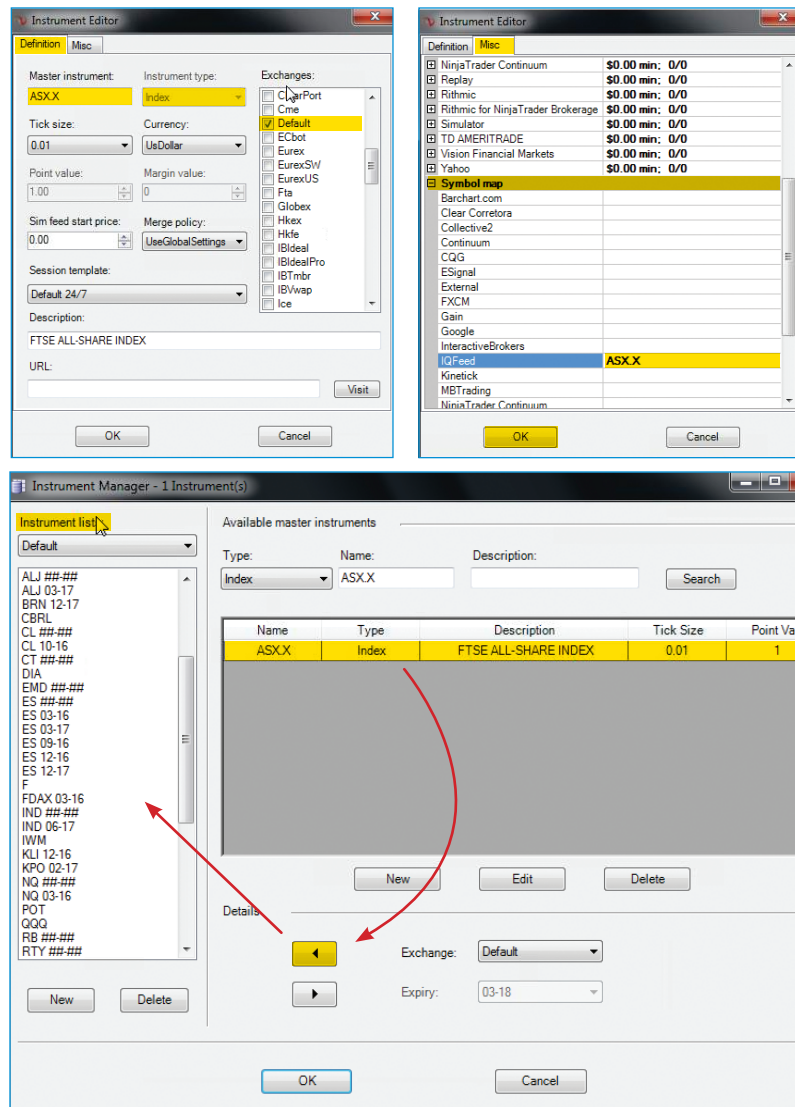 Instrument Editor
Definition Misc
Master instrument: Instrument type: Exchanges:
ASX.X Index
Tick size: Currency:
0.01 UsDollar
Point value: Margin value:
1.00 0
Sim feed start price: Merge policy:
0.00 UseGlobalSettings
Session template:
Default 24/7
Description:
FTSE ALL-SHARE INDEX
URL:
Visit
Cme
Default
ECbot
Eurex
EurexSW
EurexUS
Fta
Globex
Hkex
Hkfe
IBIdeal
IBIdealPro
IBTmbr
IBVwap
Ice
OK Cancel
Instrument Editor
Definition Misc
NinjaTrader Continuum $0.00 min; 0/0
Replay $0.00 min; 0/0
Rithmic $0.00 min; 0/0
Rithmic for NinjaTrader Brokerage $0.00 min; 0/0
Simulator $0.00 min; 0/0
TD AMERITRADE $0.00 min; 0/0
Vision Financial Markets $0.00 min; 0/0
Yahoo $0.00 min; 0/0
Symbol map
Barchart.com
Clear Corretora
Collective2
Continuum
CQG
ESignal
External
FXCM
Gain
Google
InteractiveBrokers
IQFeed ASX.X
Kinetick
MBTrading
NinjaTrader Continuum
OK Cancel
Instrument Manager - 1 Instrument(s)
Instrument list
Default
ALJ ##-##
ALJ 03-17
BRN 12-17
CBRL
CL ##-##
CL 10-16
CT ##-##
DIA
EMD ##-##
ES ##-##
ES 03-16
ES 03-17
ES 09-16
ES 12-16
ES 12-17
F
FDAX 03-16
IND ##-##
IND 06-17
IWM
KLI 12-16
KPO 02-17
NQ ##-##
NQ 03-16
POT
QQQ
RB ##-##
RTY ##-##
New Delete
Available master instruments
Type: Name: Description:
Index ASX.X Search
Name Type Description Tick Size Point Va
ASX.X Index FTSE ALL-SHARE INDEX 0.01 1
New Edit Delete
Details
Exchange: Default
Expiry: 03-18
OK Cancel